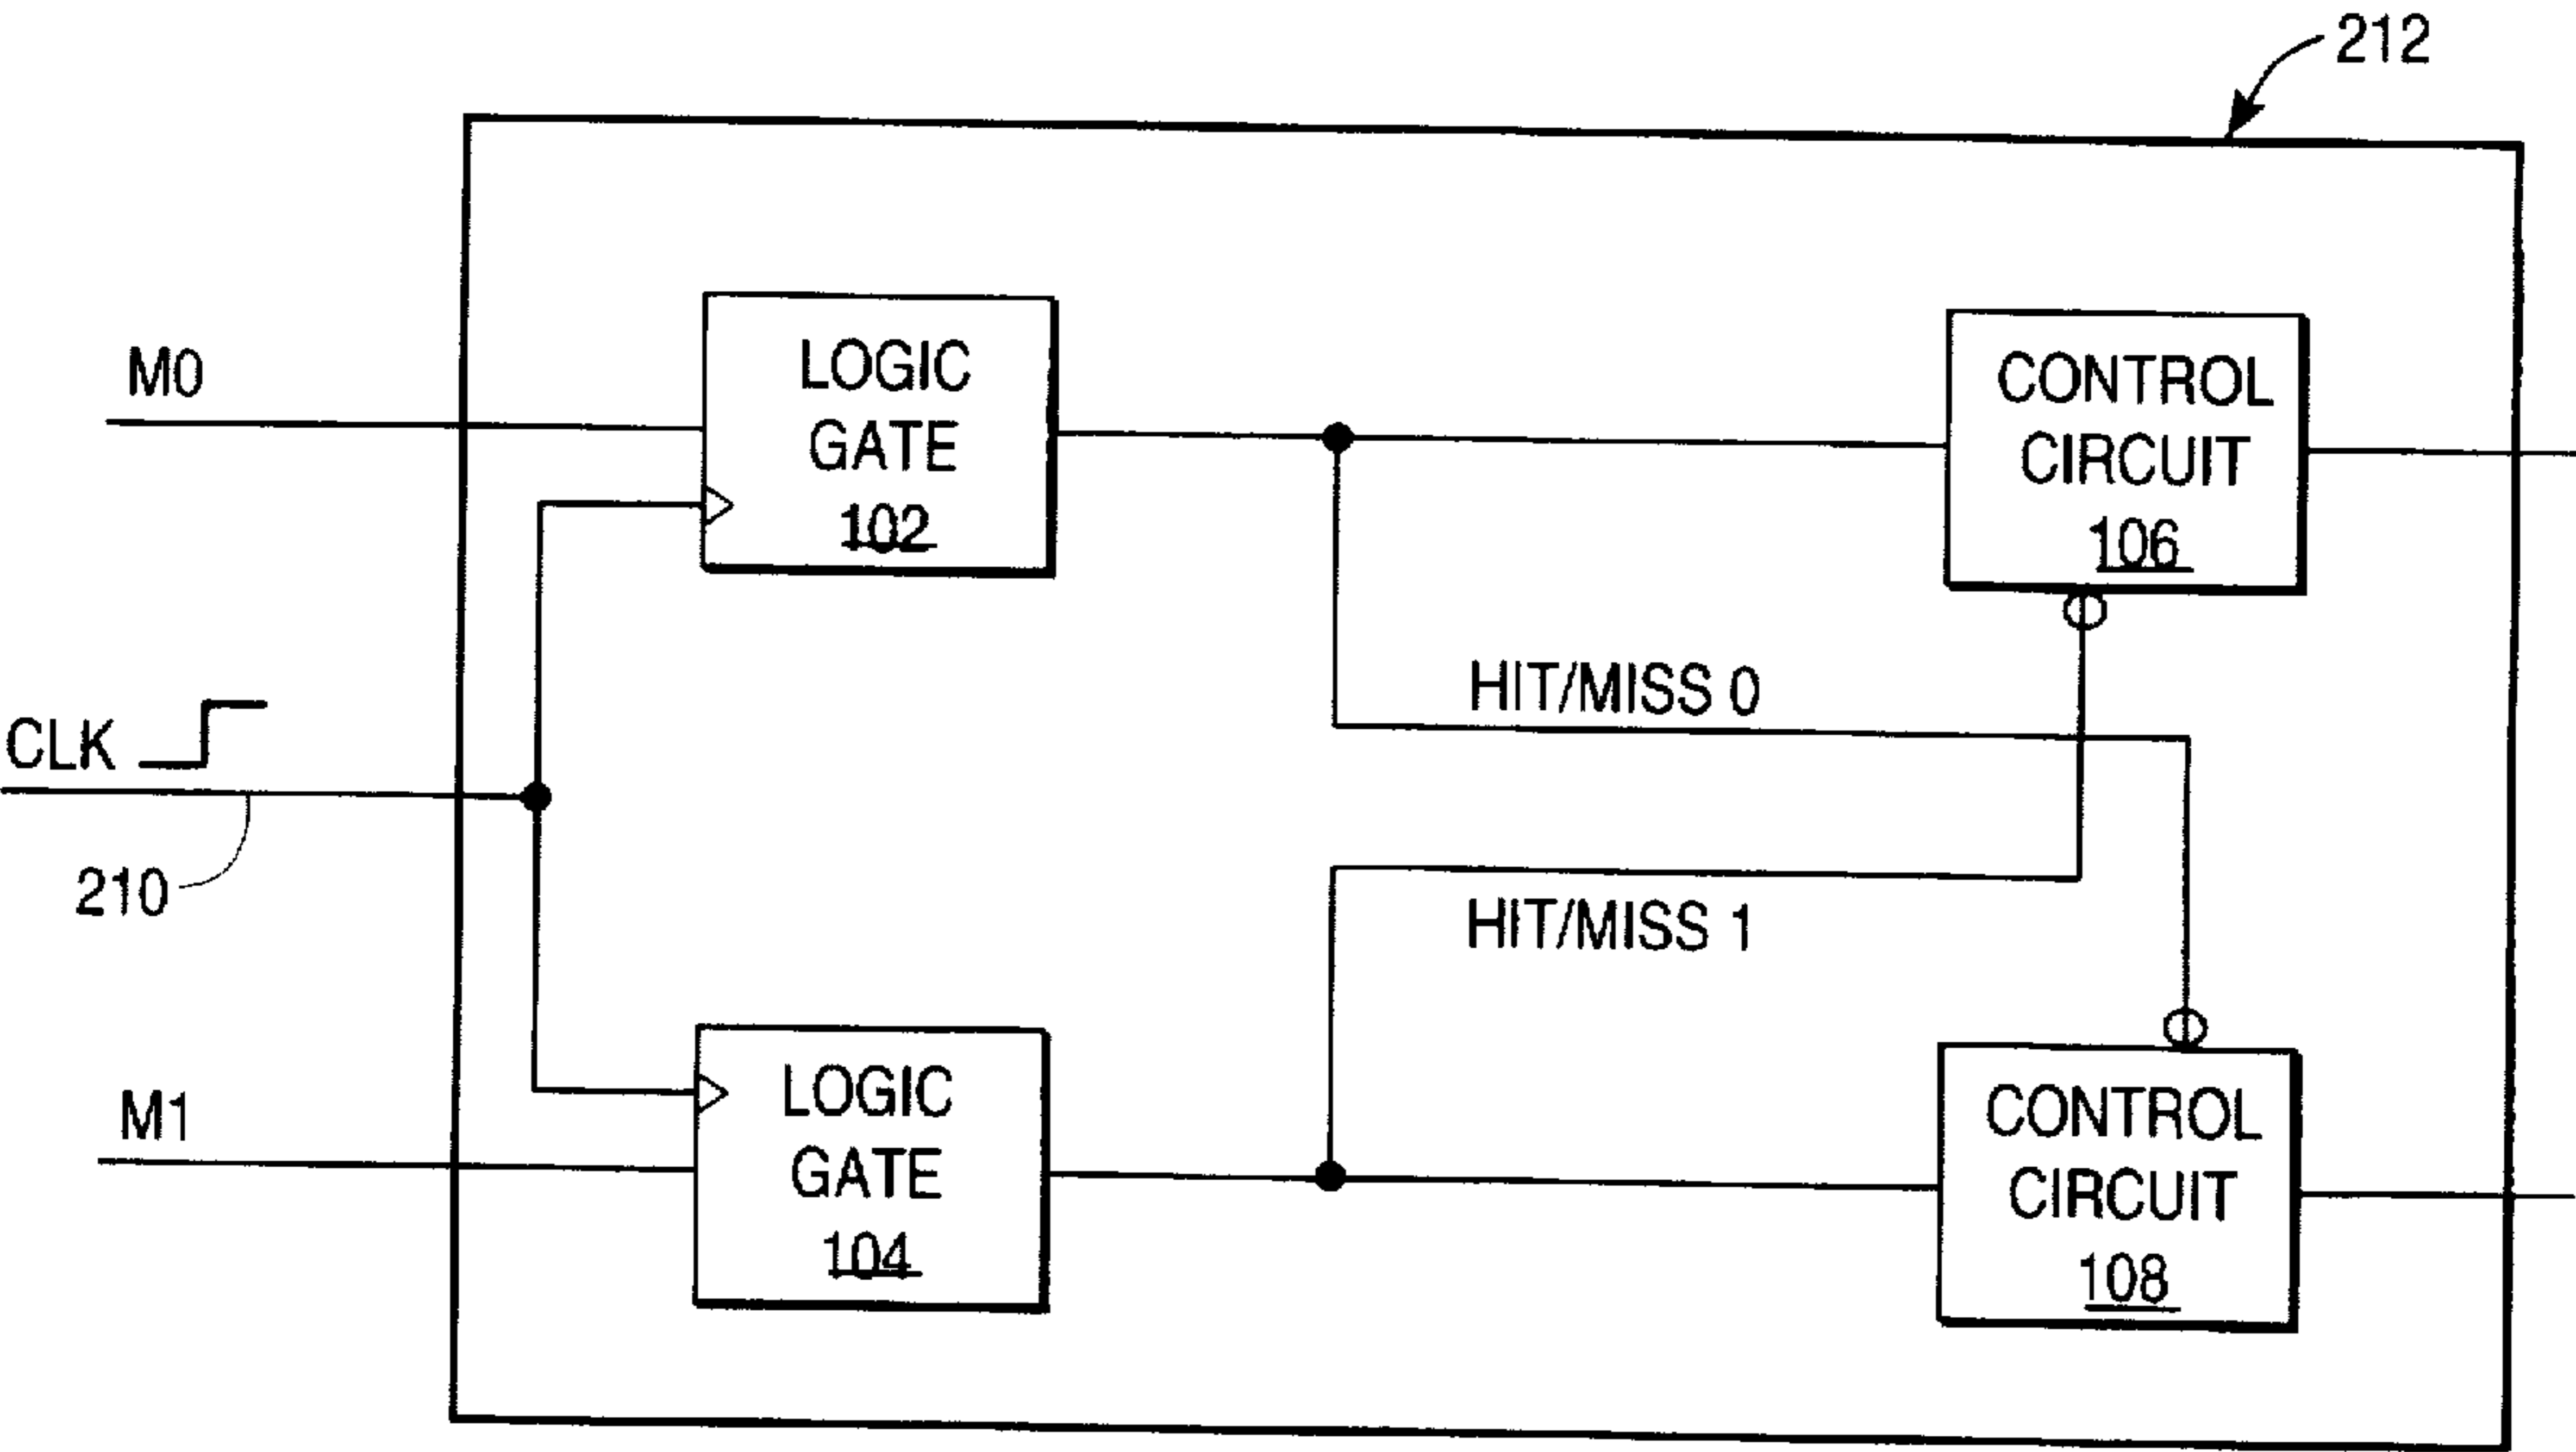 212
M0
LOGIC
GATE
102
CONTROL
CIRCUIT
106
HIT/MISS 0
CLK
210
HIT/MISS 1
M1
LOGIC
GATE
104
CONTROL
CIRCUIT
108